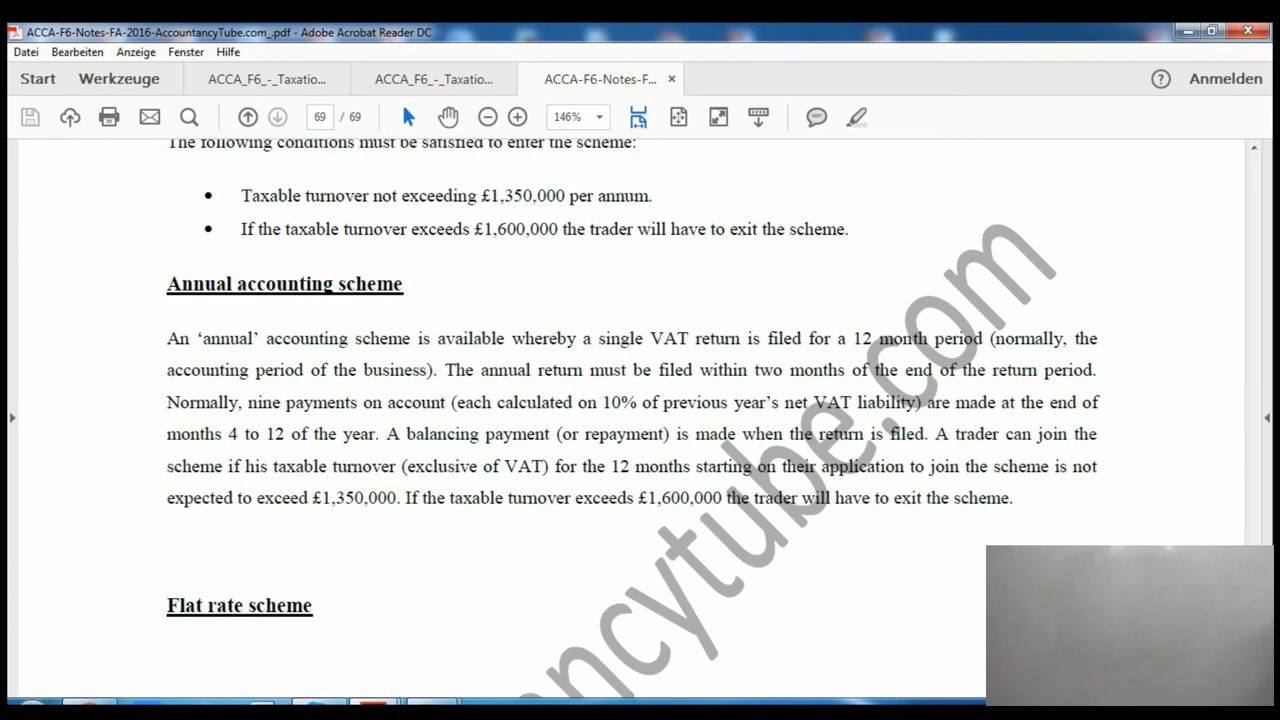 ACCA-F6-Notes-FA-2016-AccountancyTube.com_.pdf - Adobe Acrobat Reader DC
Datei Bearbeiten Anzeige Fenster Hilfe
Start Werkzeuge ACCA_F6_-_Taxatio... ACCA_F6_-_Taxatio... ACCA-F6-Notes-F... × ? Anmelden
69 / 69 146%
The following conditions must be satisfied to enter the scheme:
• Taxable turnover not exceeding £1,350,000 per annum.
• If the taxable turnover exceeds £1,600,000 the trader will have to exit the scheme.
Annual accounting scheme
An ‘annual’ accounting scheme is available whereby a single VAT return is filed for a 12 month period (normally, the
accounting period of the business). The annual return must be filed within two months of the end of the return period.
Normally, nine payments on account (each calculated on 10% of previous year’s net VAT liability) are made at the end of
months 4 to 12 of the year. A balancing payment (or repayment) is made when the return is filed. A trader can join the
scheme if his taxable turnover (exclusive of VAT) for the 12 months starting on their application to join the scheme is not
expected to exceed £1,350,000. If the taxable turnover exceeds £1,600,000 the trader will have to exit the scheme.
Flat rate scheme
ncytube.com